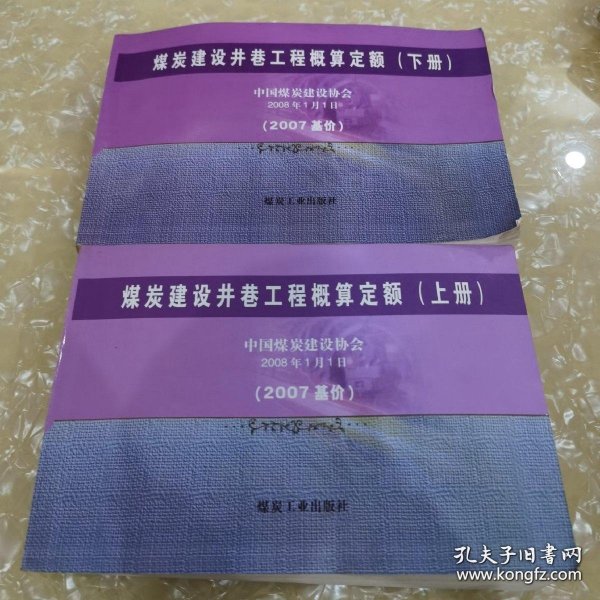 煤炭建设井巷工程概算定额（下册）
中国煤炭建设协会
2008年1月1日
（2007基价）
煤炭工业出版社
煤炭建设井巷工程概算定额（上册）
中国煤炭建设协会
2008年1月1日
（2007基价）
煤炭工业出版社
孔夫子旧书网
www.kongfz.com